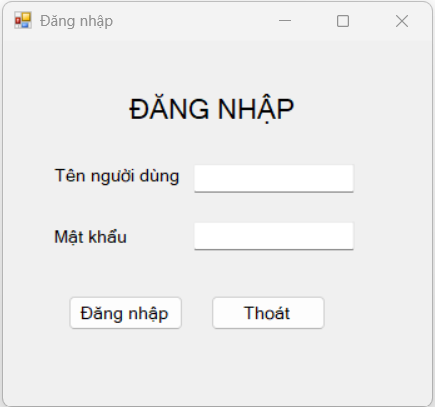 Đăng nhập
ĐĂNG NHẬP
Tên người dùng
Mật khẩu
Đăng nhập Thoát